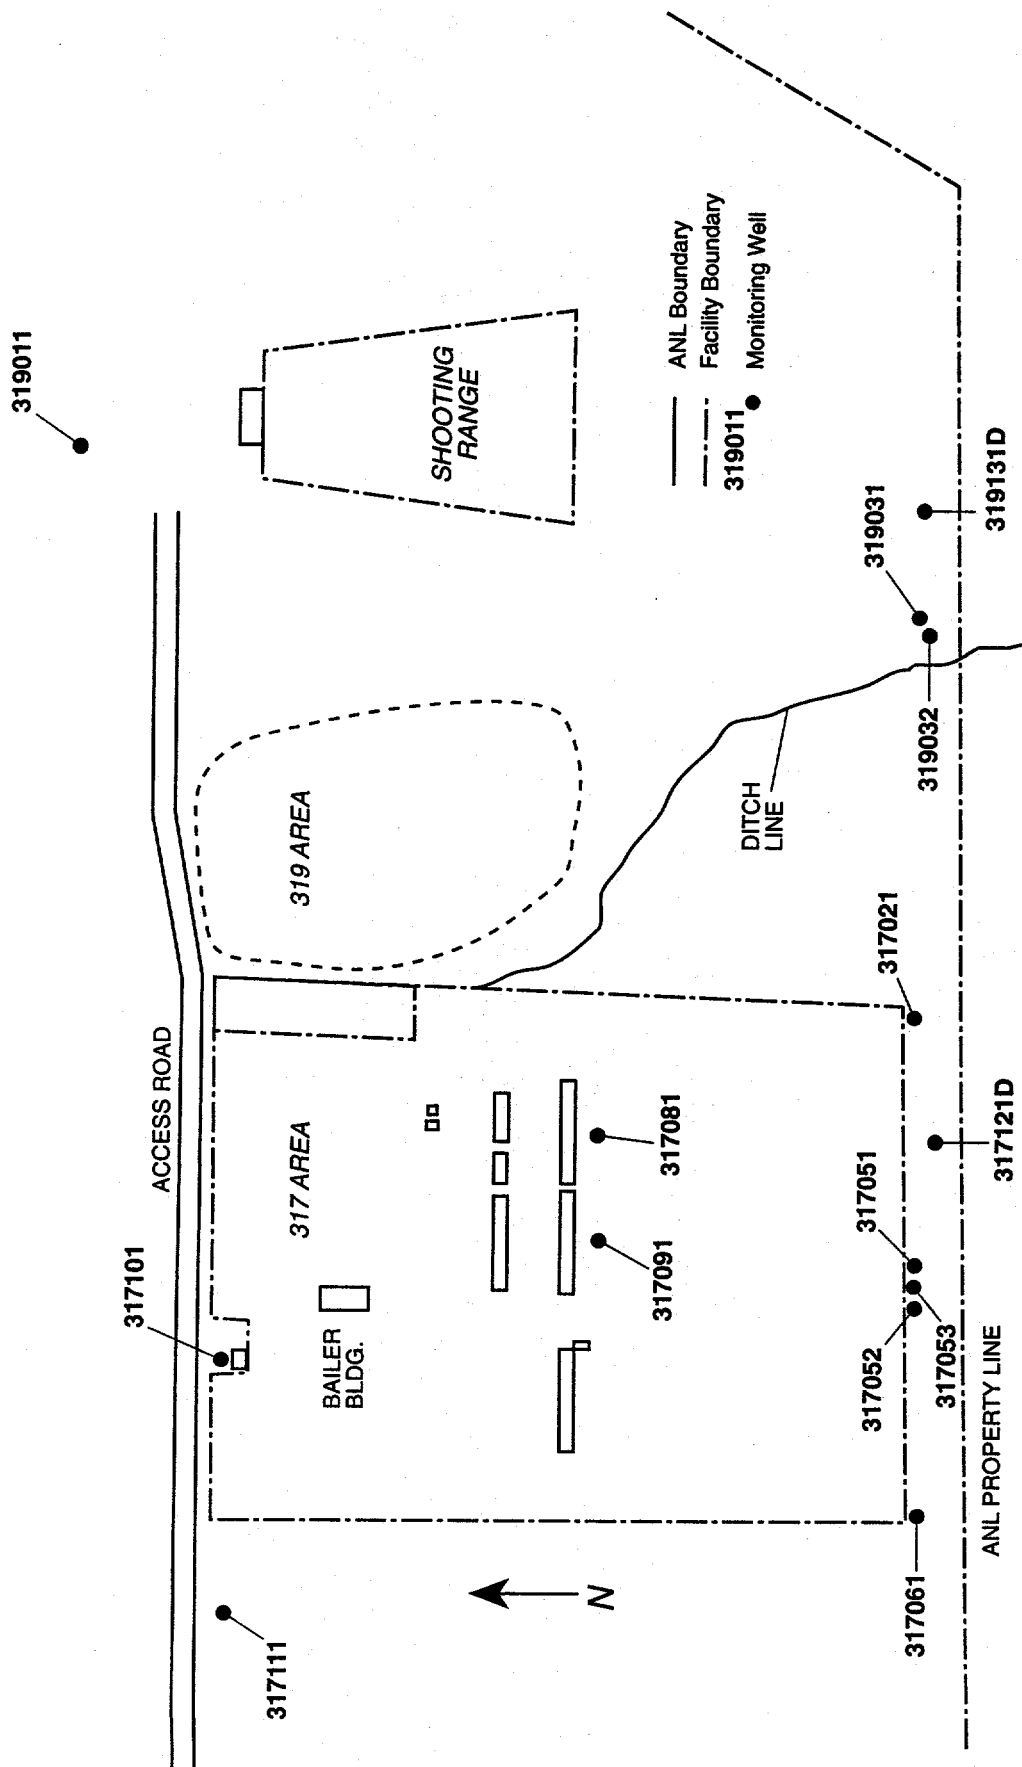 319011
ACCESS ROAD
317111
317101
317 AREA
BAILER
BLDG.
319 AREA
SHOOTING
RANGE
317091
317081
N
DITCH
LINE
ANL Boundary
Facility Boundary
319011
Monitoring Well
317061
317052
317053
317051
317021
317121D
319032
319031
319131D
ANL PROPERTY LINE